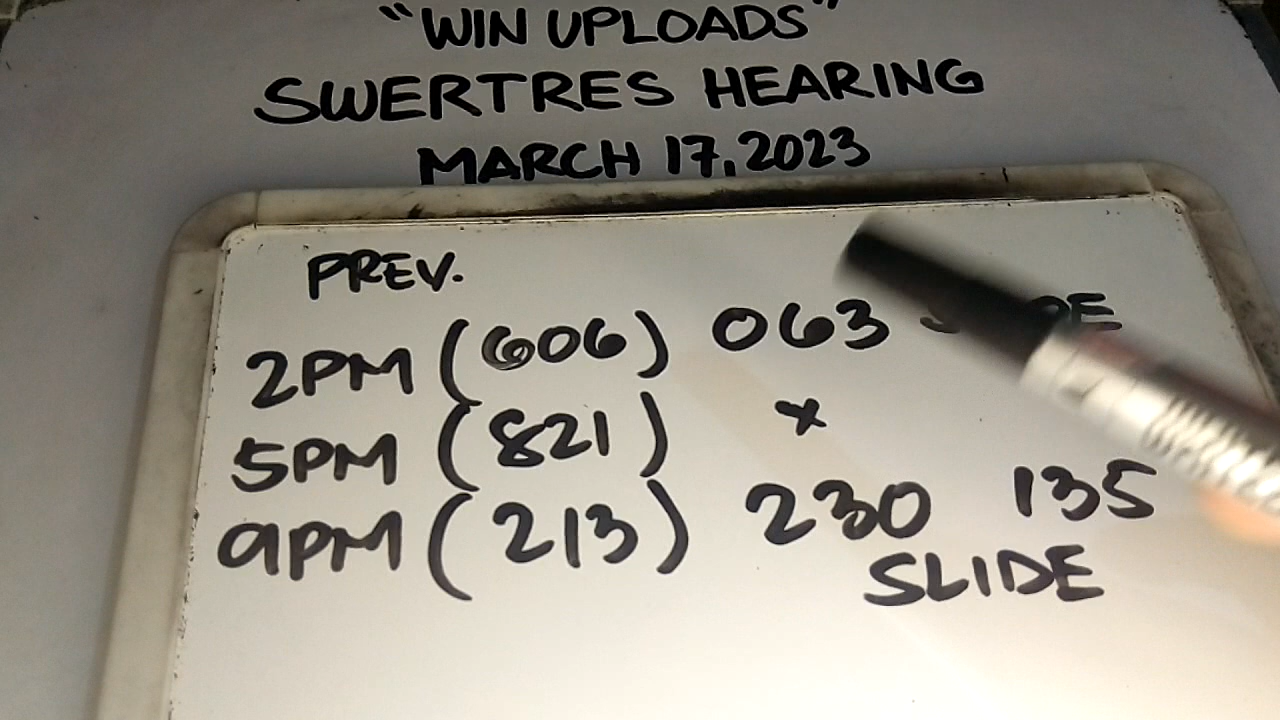 "WIN UPLOADS"
SWERTRES HEARING
MARCH 17, 2023
PREV.
2PM (606) 063
5PM (821) x
9PM (213) 230 135
SLIDE